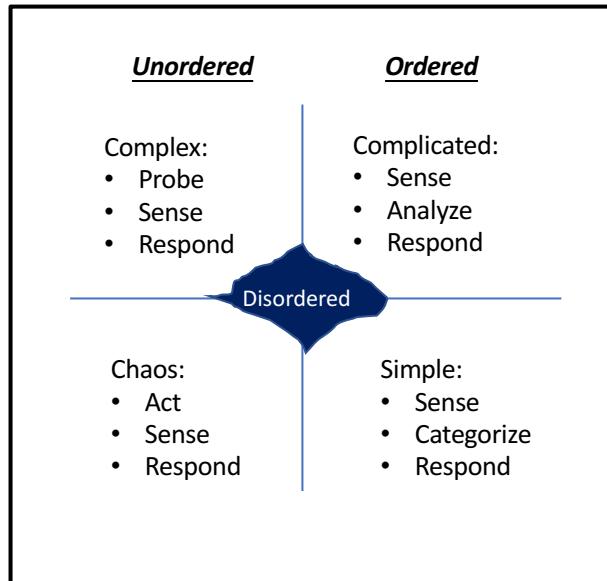 Unordered
Ordered
Complex:
• Probe
• Sense
• Respond
Complicated:
• Sense
• Analyze
• Respond
Disordered
Chaos:
• Act
• Sense
• Respond
Simple:
• Sense
• Categorize
• Respond